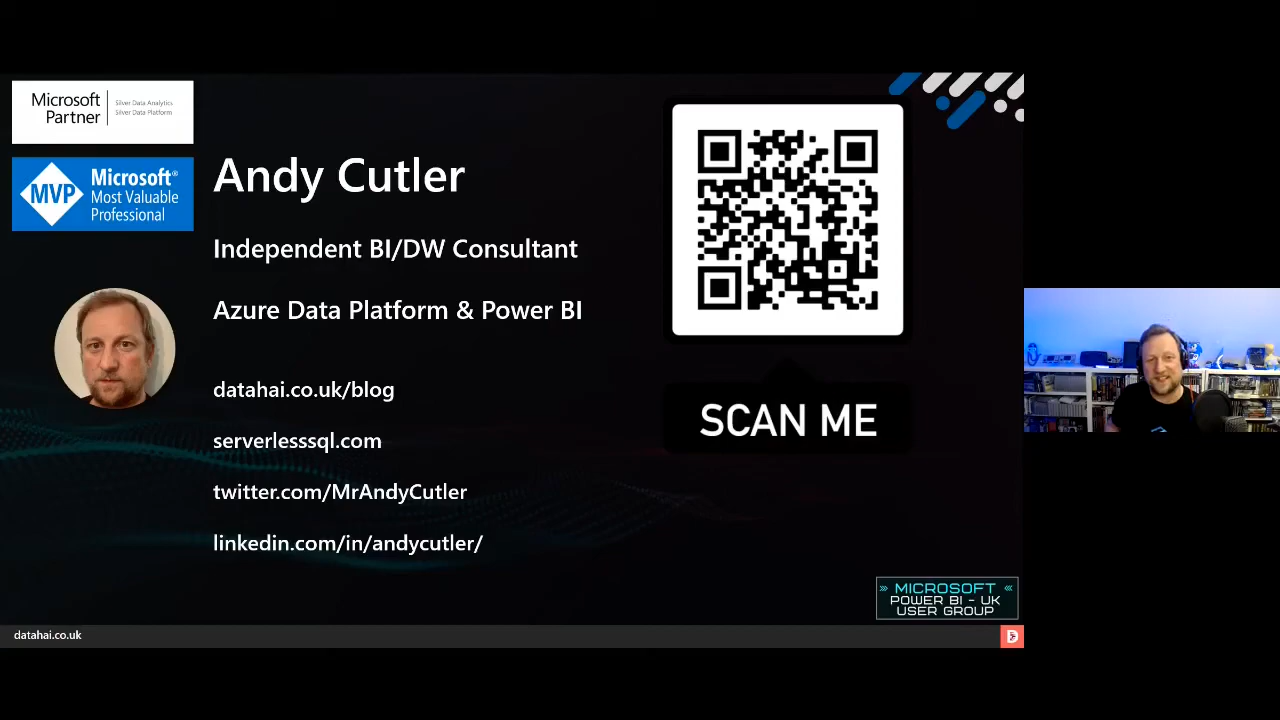 Microsoft
Partner
Silver Data Analytics
Silver Data Platform
MVP
Microsoft®
Most Valuable
Professional
Andy Cutler
Independent BI/DW Consultant
Azure Data Platform & Power BI
datahai.co.uk/blog
serverlesssql.com
twitter.com/MrAndyCutler
linkedin.com/in/andycutler/
SCAN ME
MICROSOFT
POWER BI - UK
USER GROUP
datahai.co.uk